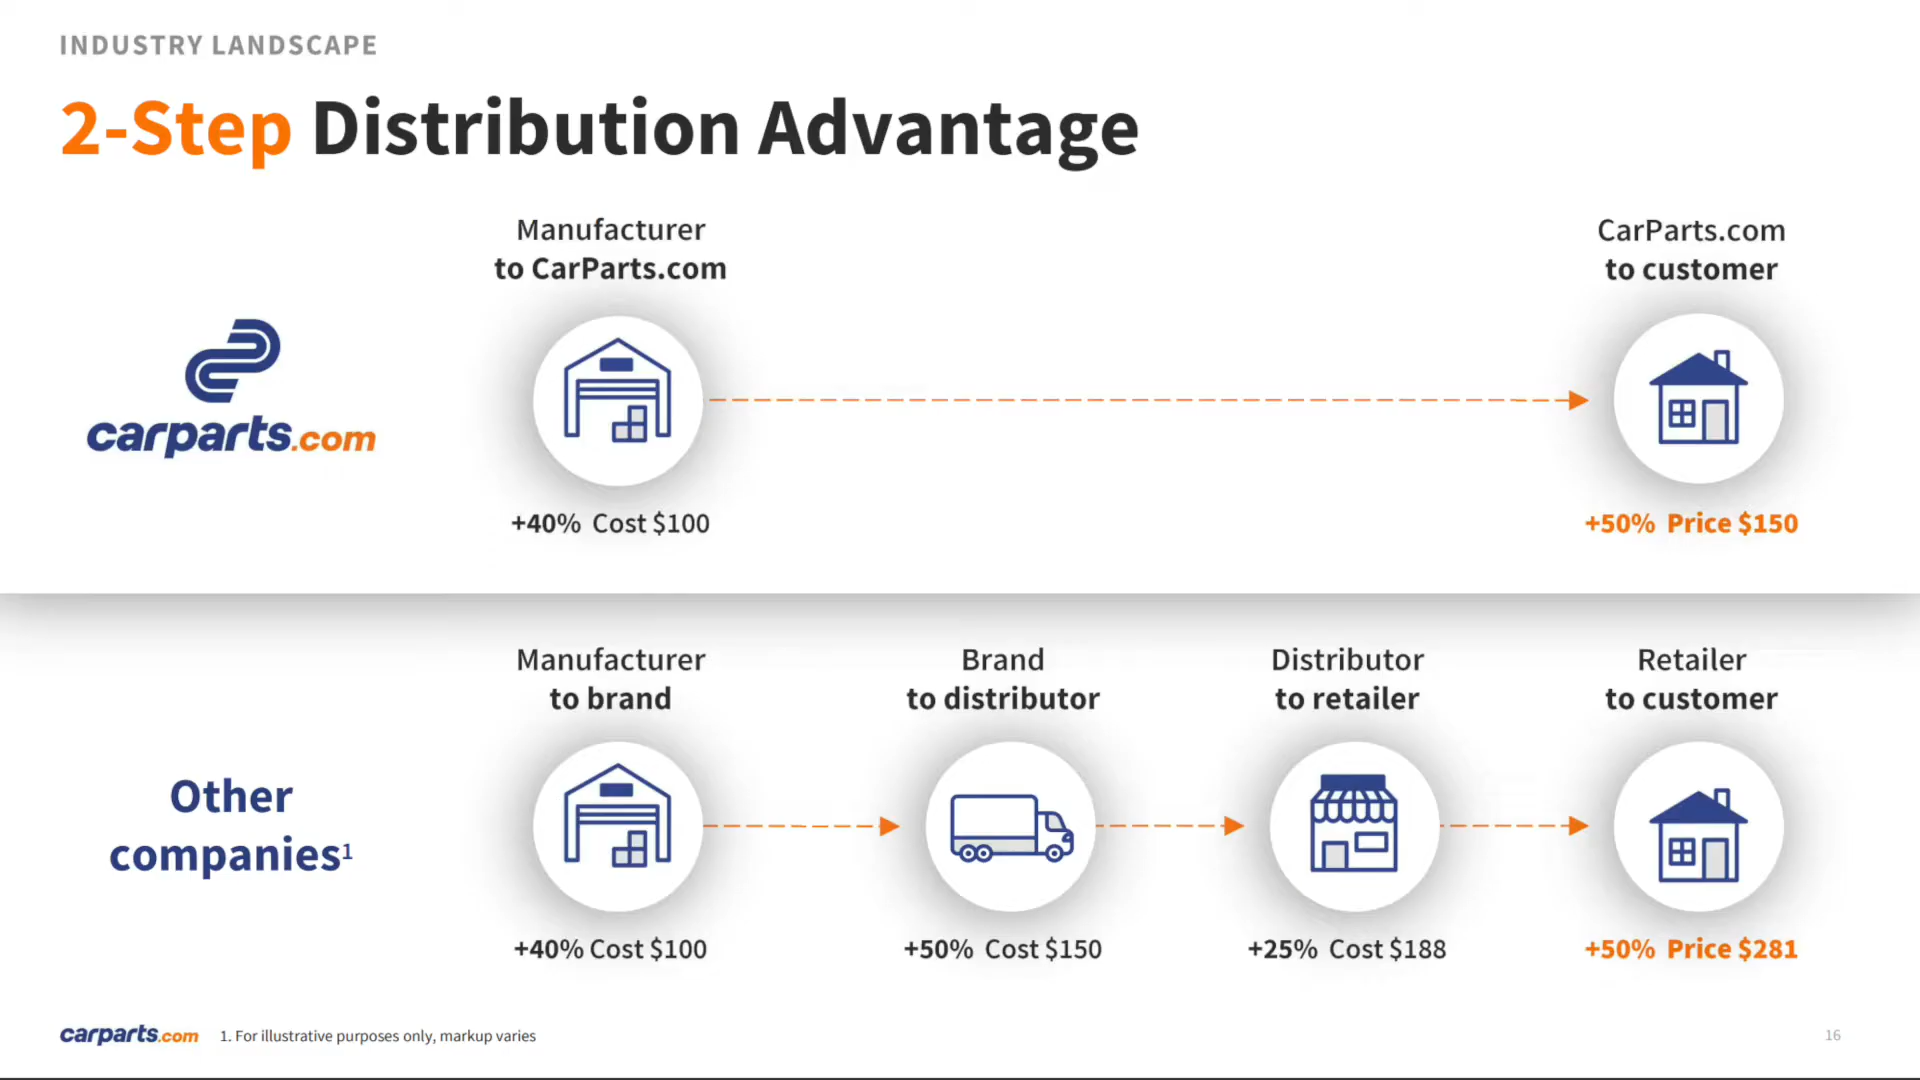 INDUSTRY LANDSCAPE
2-Step Distribution Advantage
Manufacturer
to CarParts.com
CarParts.com
to customer
carparts.com
+40% Cost $100
+50% Price $150
Manufacturer
to brand
Brand
to distributor
Distributor
to retailer
Retailer
to customer
Other
companies¹
+40% Cost $100
+50% Cost $150
+25% Cost $188
+50% Price $281
carparts.com
1. For illustrative purposes only, markup varies
16